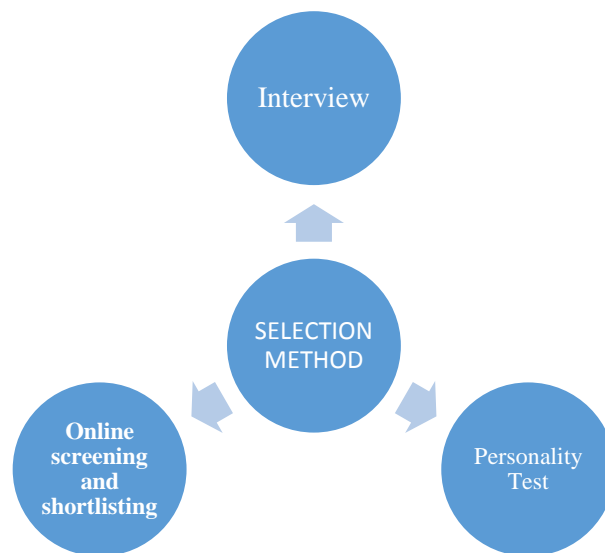 Interview
SELECTION
METHOD
Online
screening
and
shortlisting
Personality
Test